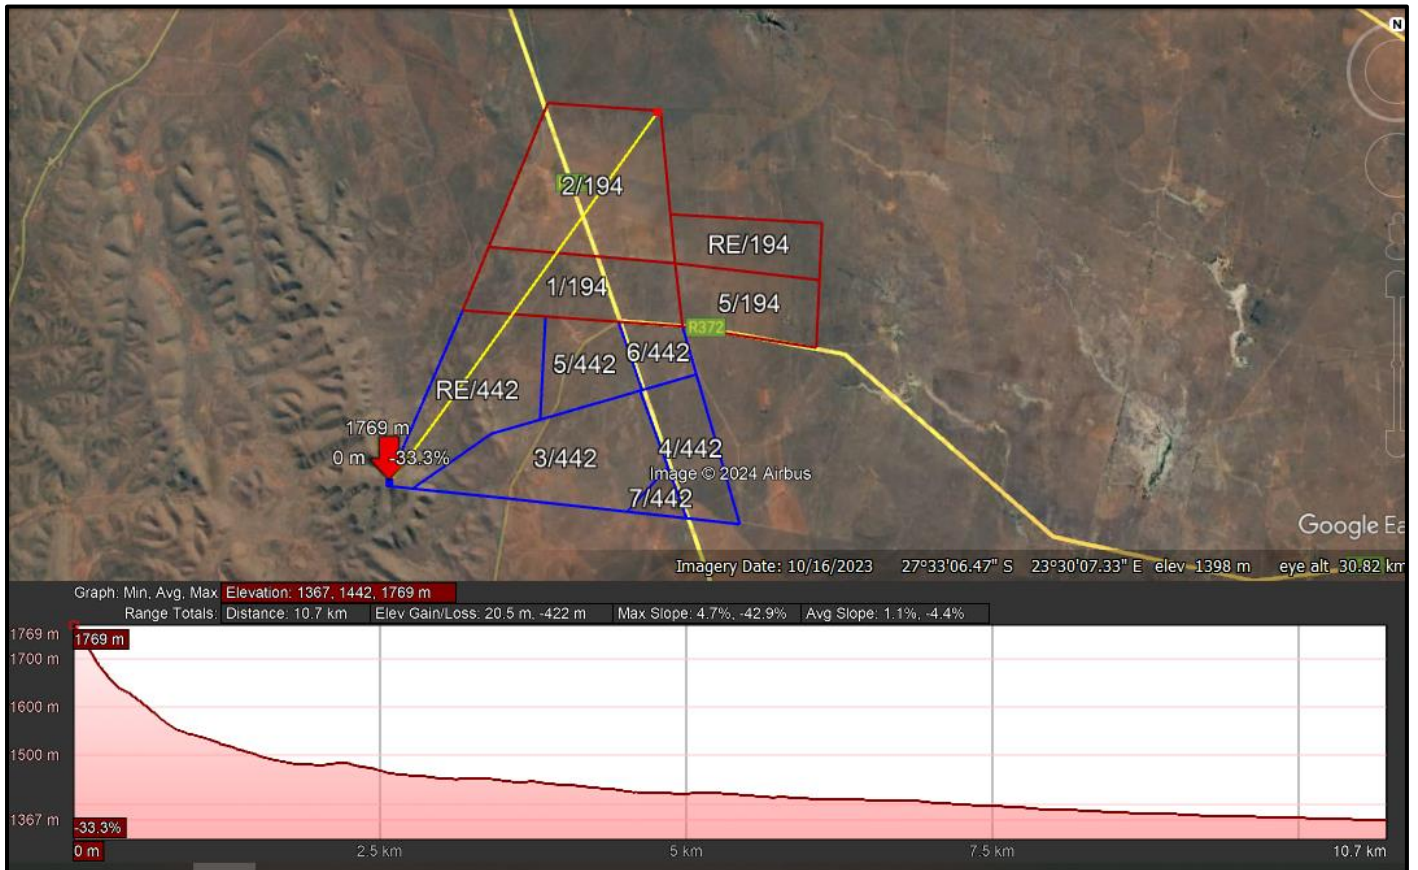 N
2/194
RE/194
1/194
5/194
R372
5/442
6/442
RE/442
1769 m
0 m
-33.3%
3/442
4/442
Image © 2024 Airbus
7/442
Google Ea
Imagery Date: 10/16/2023 27°33'06.47" S 23°30'07.33" E elev 1398 m eye alt 30.82 km
Graph: Min, Avg, Max Elevation: 1367, 1442, 1769 m
Range Totals: Distance: 10.7 km Elev Gain/Loss: 20.5 m, -422 m Max Slope: 4.7%, -42.9% Avg Slope: 1.1%, -4.4%
1769 m
1769 m
1700 m
1600 m
1500 m
1367 m
-33.3%
0 m 2.5 km 5 km 7.5 km 10.7 km